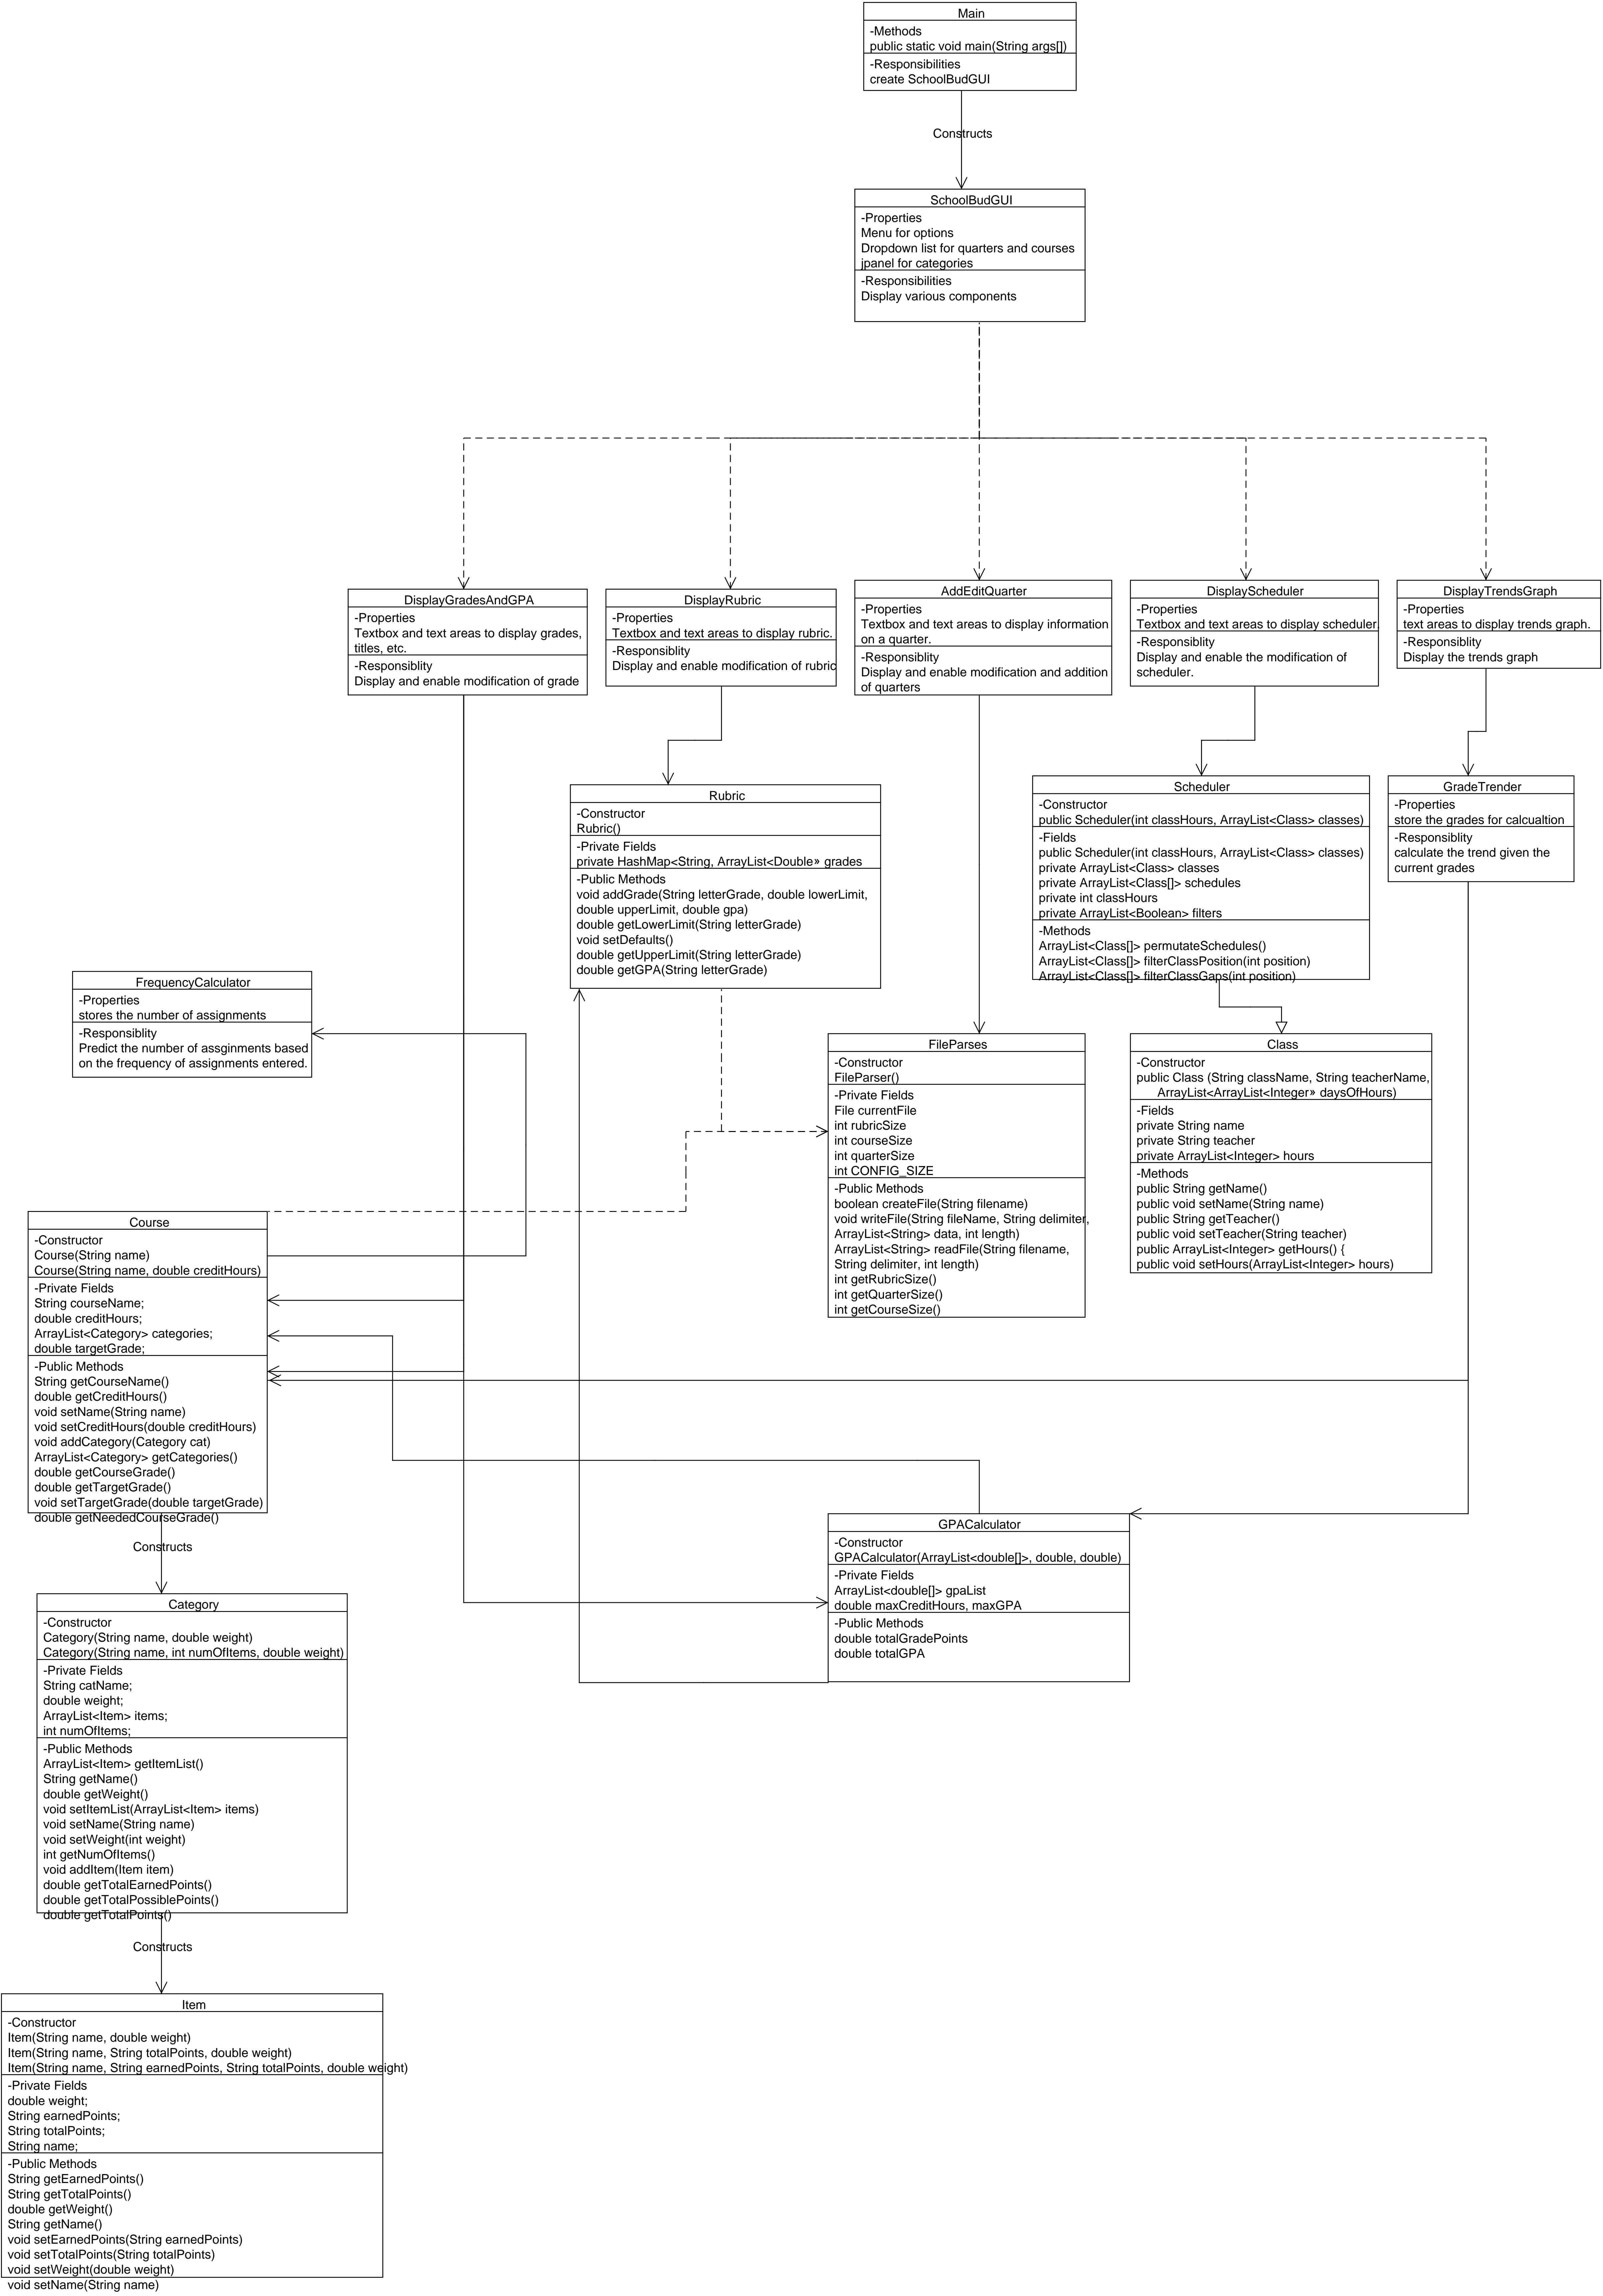 Main
-Methods
public static void main(String args[])
-Responsibilities
create SchoolBudGUI
Constructs
SchoolBudGUI
-Properties
Menu for options
Dropdown list for quarters and courses
jpanel for categories
-Responsibilities
Display various components
DisplayGradesAndGPA
-Properties
Textbox and text areas to display grades,
titles, etc.
-Responsiblity
Display and enable modification of grade
DisplayRubric
-Properties
Textbox and text areas to display rubric.
-Responsiblity
Display and enable modification of rubric
AddEditQuarter
-Properties
Textbox and text areas to display information
on a quarter.
-Responsiblity
Display and enable modification and addition
of quarters
DisplayScheduler
-Properties
Textbox and text areas to display scheduler.
-Responsiblity
Display and enable the modification of
scheduler.
DisplayTrendsGraph
-Properties
text areas to display trends graph.
-Responsiblity
Display the trends graph
Rubric
-Constructor
Rubric()
-Private Fields
private HashMap<String, ArrayList<Double» grades
-Public Methods
void addGrade(String letterGrade, double lowerLimit,
double upperLimit, double gpa)
double getLowerLimit(String letterGrade)
void setDefaults()
double getUpperLimit(String letterGrade)
double getGPA(String letterGrade)
Scheduler
-Constructor
public Scheduler(int classHours, ArrayList<Class> classes)
-Fields
public Scheduler(int classHours, ArrayList<Class> classes)
private ArrayList<Class> classes
private ArrayList<Class[]> schedules
private int classHours
private ArrayList<Boolean> filters
-Methods
ArrayList<Class[]> permutateSchedules()
ArrayList<Class[]> filterClassPosition(int position)
ArrayList<Class[]> filterClassGaps(int position)
GradeTrender
-Properties
store the grades for calcualtion
-Responsiblity
calculate the trend given the
current grades
FrequencyCalculator
-Properties
stores the number of assignments
-Responsiblity
Predict the number of assginments based
on the frequency of assignments entered.
FileParses
-Constructor
FileParser()
-Private Fields
File currentFile
int rubricSize
int courseSize
int quarterSize
int CONFIG_SIZE
-Public Methods
boolean createFile(String filename)
void writeFile(String fileName, String delimiter,
ArrayList<String> data, int length)
ArrayList<String> readFile(String filename,
String delimiter, int length)
int getRubricSize()
int getQuarterSize()
int getCourseSize()
Class
-Constructor
public Class (String className, String teacherName,
ArrayList<ArrayList<Integer» daysOfHours)
-Fields
private String name
private String teacher
private ArrayList<Integer> hours
-Methods
public String getName()
public void setName(String name)
public String getTeacher()
public void setTeacher(String teacher)
public ArrayList<Integer> getHours() {
public void setHours(ArrayList<Integer> hours)
Course
-Constructor
Course(String name)
Course(String name, double creditHours)
-Private Fields
String courseName;
double creditHours;
ArrayList<Category> categories;
double targetGrade;
-Public Methods
String getCourseName()
double getCreditHours()
void setName(String name)
void setCreditHours(double creditHours)
void addCategory(Category cat)
ArrayList<Category> getCategories()
double getCourseGrade()
double getTargetGrade()
void setTargetGrade(double targetGrade)
double getNeededCourseGrade()
Constructs
GPACalculator
-Constructor
GPACalculator(ArrayList<double[]>, double, double)
-Private Fields
ArrayList<double[]> gpaList
double maxCreditHours, maxGPA
-Public Methods
double totalGradePoints
double totalGPA
Category
-Constructor
Category(String name, double weight)
Category(String name, int numOfItems, double weight)
-Private Fields
String catName;
double weight;
ArrayList<Item> items;
int numOfItems;
-Public Methods
ArrayList<Item> getItemList()
String getName()
double getWeight()
void setItemList(ArrayList<Item> items)
void setName(String name)
void setWeight(int weight)
int getNumOfItems()
void addItem(Item item)
double getTotalEarnedPoints()
double getTotalPossiblePoints()
double getTotalPoints()
Constructs
Item
-Constructor
Item(String name, double weight)
Item(String name, String totalPoints, double weight)
Item(String name, String earnedPoints, String totalPoints, double weight)
-Private Fields
double weight;
String earnedPoints;
String totalPoints;
String name;
-Public Methods
String getEarnedPoints()
String getTotalPoints()
double getWeight()
String getName()
void setEarnedPoints(String earnedPoints)
void setTotalPoints(String totalPoints)
void setWeight(double weight)
void setName(String name)